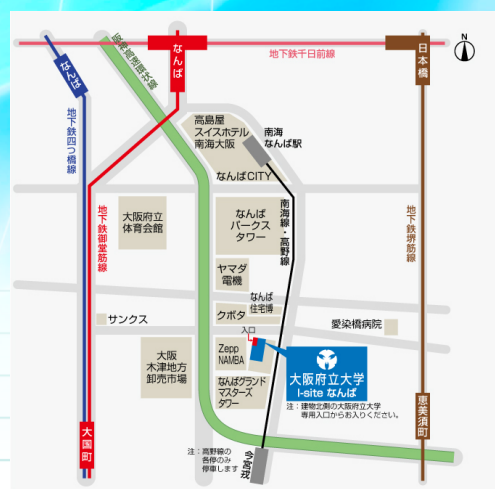 なんば
なんば
阪神高速環状線
地下鉄千日前線
日本橋
N
地下鉄四つ橋線
高島屋
スイスホテル
南海大阪
南海
なんば駅
なんばCITY
地下鉄御堂筋線
大阪府立
体育会館
なんば
パークス
タワー
南海線・高野線
地下鉄堺筋線
ヤマダ
電機
なんば
住宅博
クボタ
サンクス
入口
愛染橋病院
大阪
木津地方
卸売市場
Zepp
NAMBA
大阪府立大学
I-site なんば
なんばグランド
マスターズ
タワー
注：建物北側の大阪府立大学
専用入口からお入りください。
大国町
恵美須町
注：高野線の
各停のみ
停車します
今宮戎